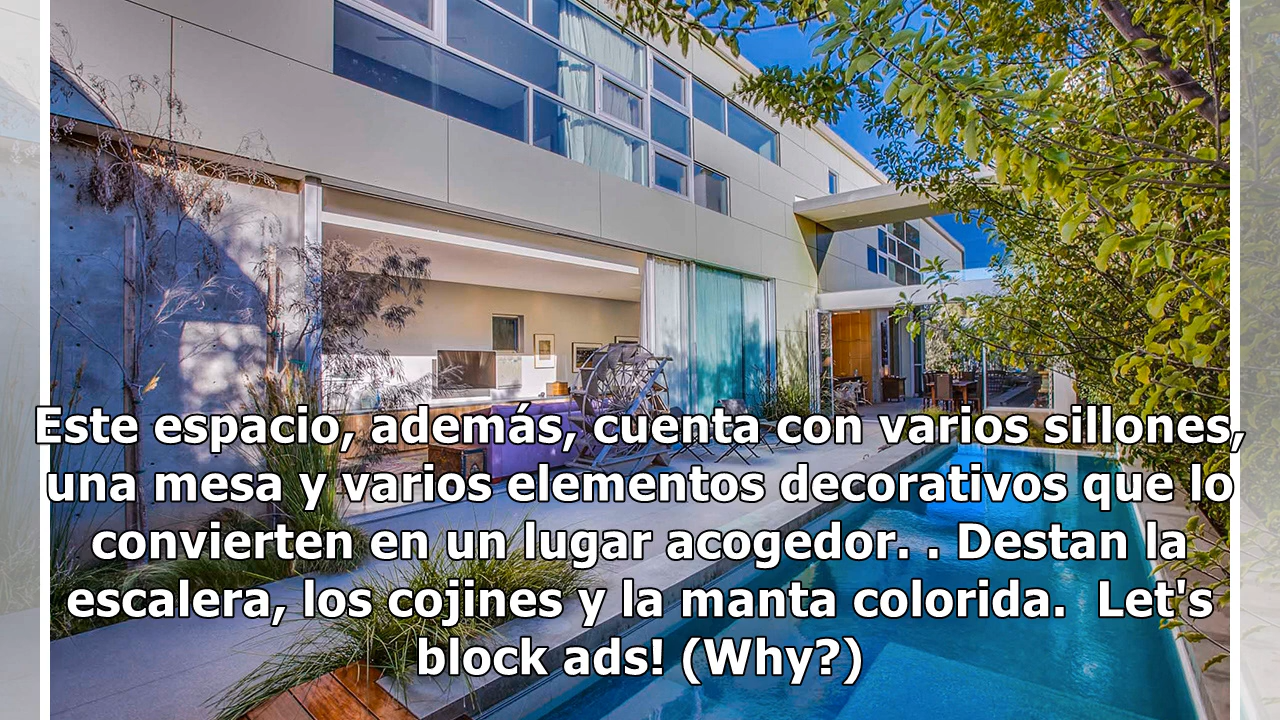 Este espacio, además, cuenta con varios sillones,
una mesa y varios elementos decorativos que lo
convierten en un lugar acogedor. . Destan la
escalera, los cojines y la manta colorida.  Let's
block ads! (Why?)